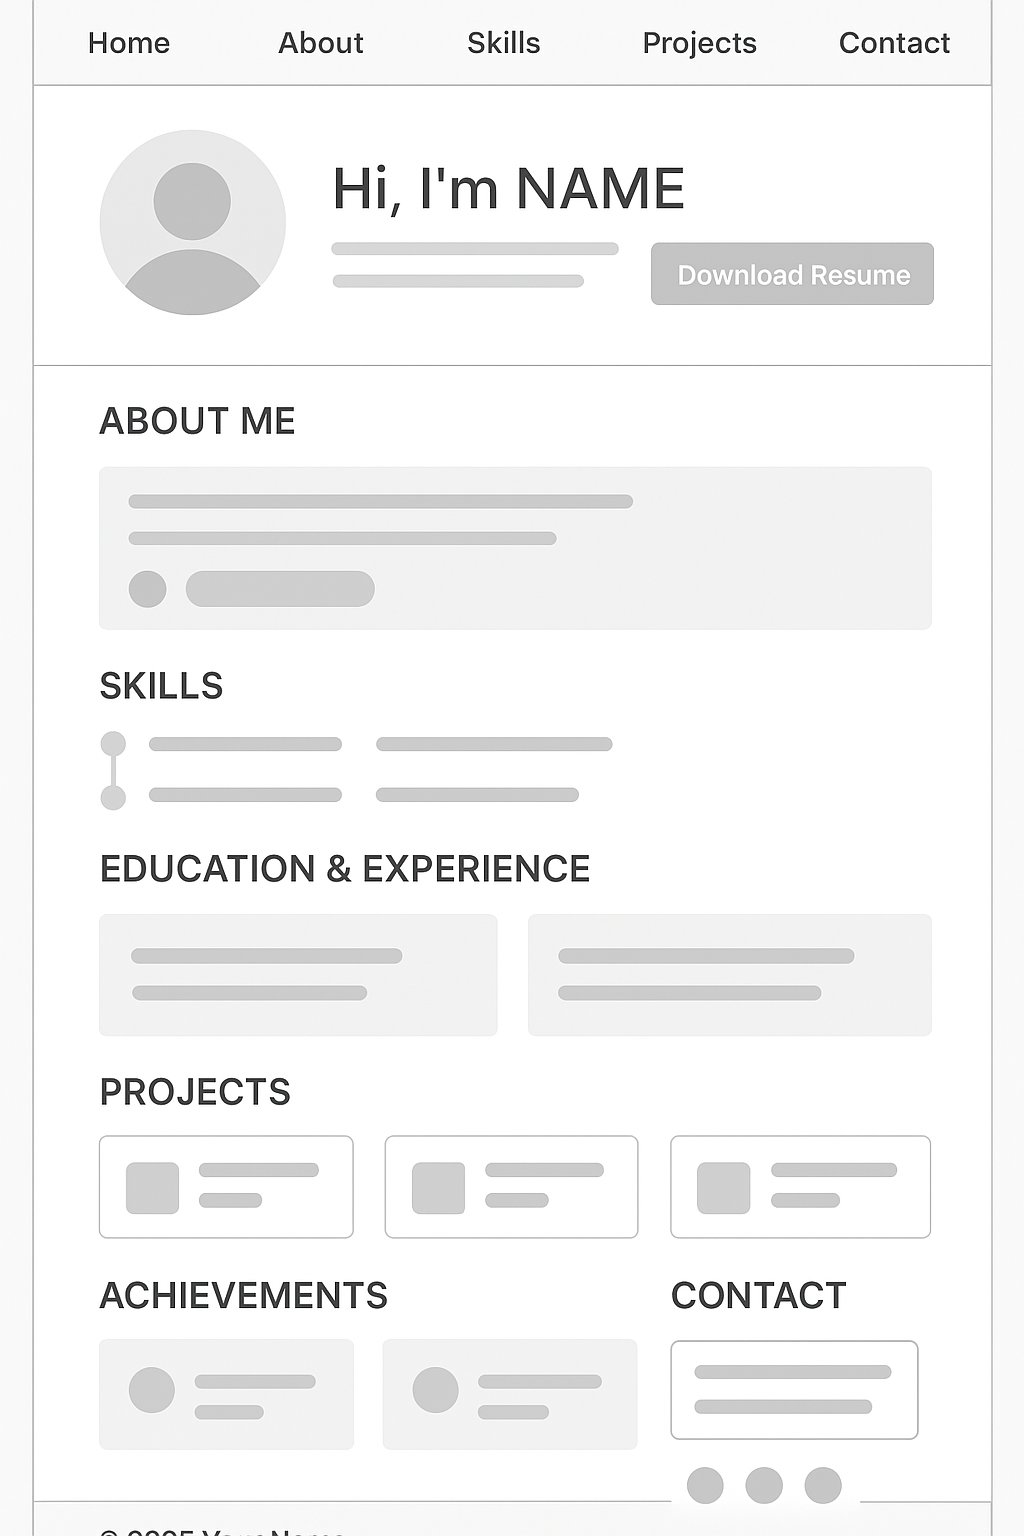 Home About Skills Projects Contact
Hi, I'm NAME
Download Resume
ABOUT ME
SKILLS
EDUCATION & EXPERIENCE
PROJECTS
ACHIEVEMENTS
CONTACT